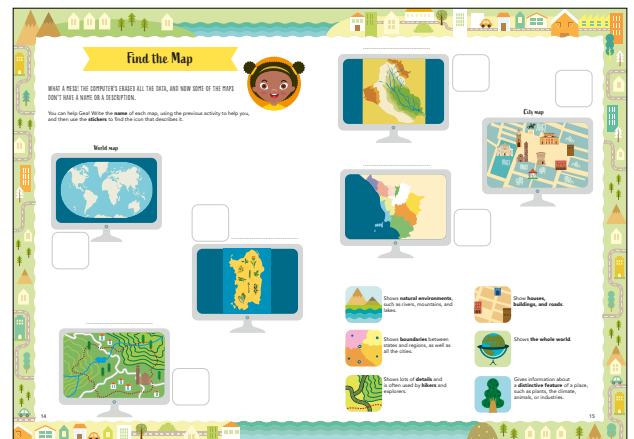 Find the Map
WHAT A MESS! THE COMPUTER'S ERASED ALL THE DATA, AND NOW SOME OF THE MAPS
DON'T HAVE A NAME OR A DESCRIPTION.
You can help Gea! Write the name of each map, using the previous activity to help you,
and then use the stickers to find the icon that describes it.
World map
City map
Shows natural environments,
such as rivers, mountains, and
lakes.
Shows boundaries between
states and regions, as well as
all the cities.
Shows lots of details and
is often used by hikers and
explorers.
Show houses,
buildings, and roads.
Shows the whole world.
Gives information about
a distinctive feature of a place,
such as plants, the climate,
animals, or industries.
14
15